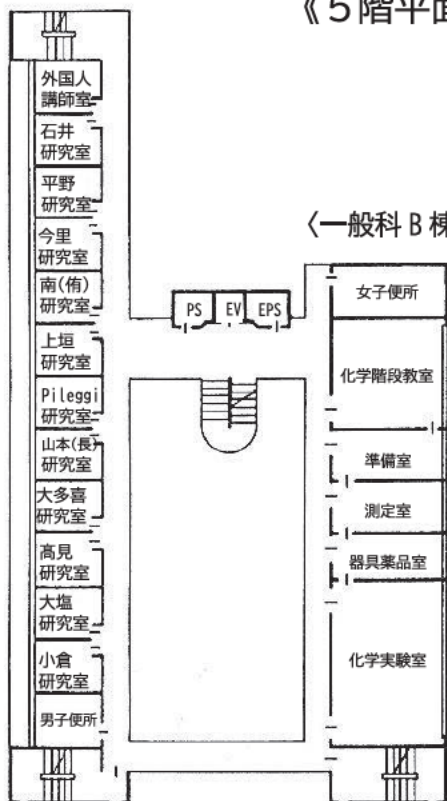 《５階平面
外国人
講師室
石井
研究室
平野
研究室
今里
研究室
南(侑)
研究室
上垣
研究室
Pileggi
研究室
山本(長)
研究室
大多喜
研究室
髙見
研究室
大塩
研究室
小倉
研究室
男子便所
PS EV EPS
〈一般科 B 棟
女子便所
化学階段教室
準備室
測定室
器具薬品室
化学実験室